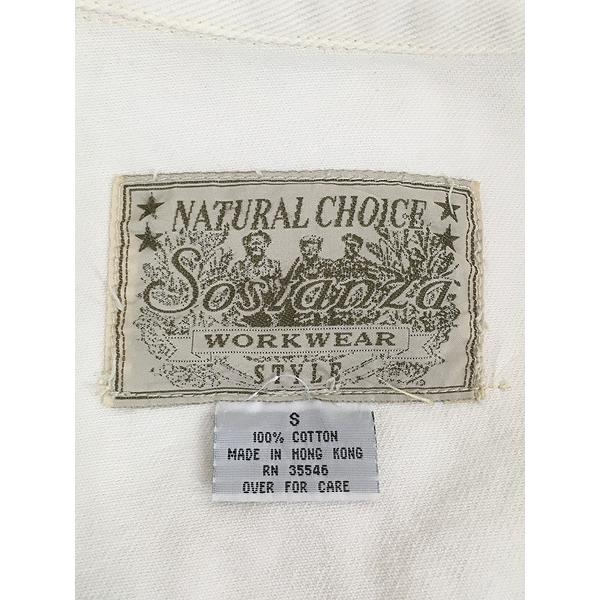 NATURAL CHOICE
Sostanza
WORKWEAR
STYLE
S
100% COTTON
MADE IN HONG KONG
RN 35546
OVER FOR CARE